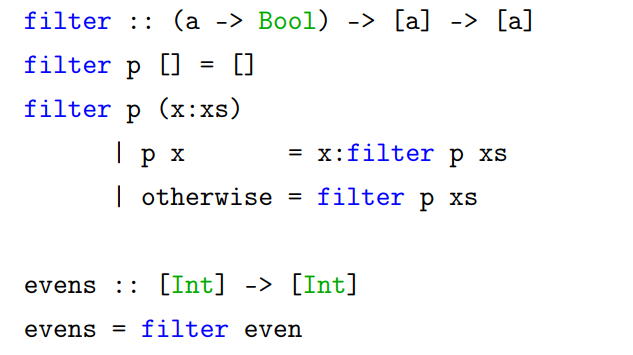 filter :: (a -> Bool) -> [a] -> [a]
filter p [] = []
filter p (x:xs)
      | p x       = x:filter p xs
      | otherwise = filter p xs

evens :: [Int] -> [Int]
evens = filter even